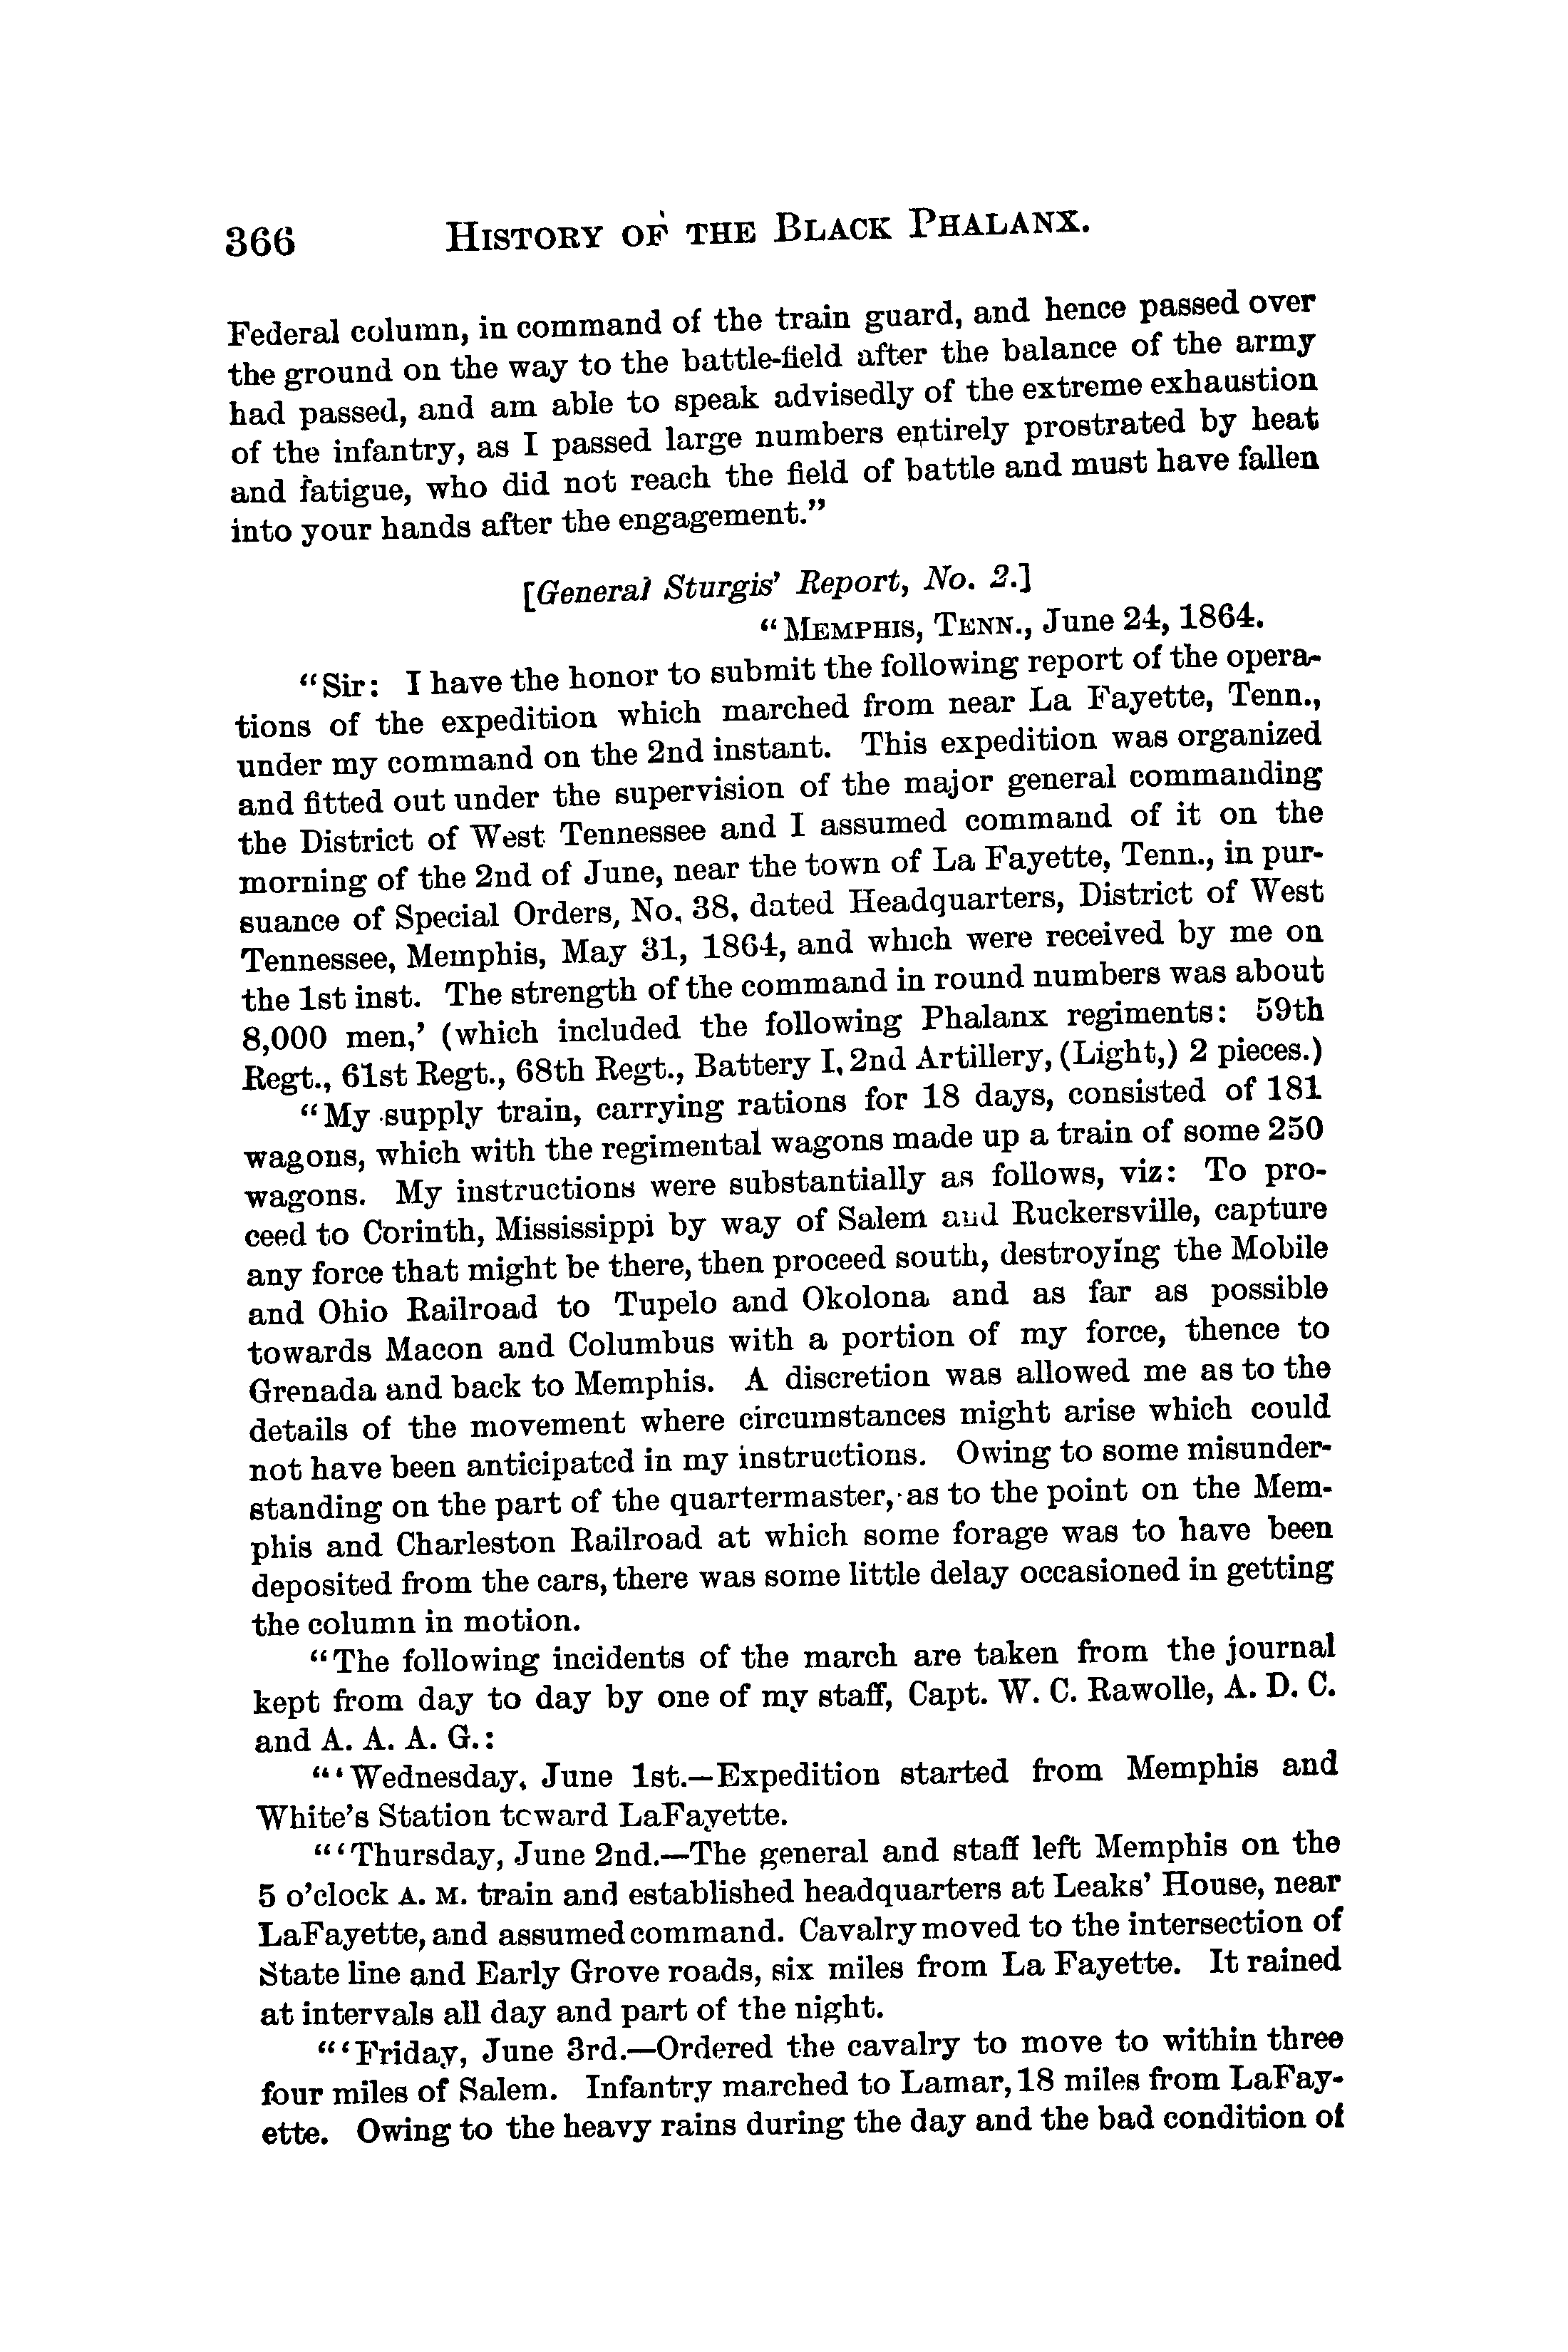 366 HISTORY OF THE BLACK PHALANX.
Federal column, in command of the train guard, and hence passed over
the ground on the way to the battle-field after the balance of the army
had passed, and am able to speak advisedly of the extreme exhaustion
of the infantry, as I passed large numbers entirely prostrated by heat
and fatigue, who did not reach the field of battle and must have fallen
into your hands after the engagement.”
[General Sturgis’ Report, No. 2.]
“MEMPHIS, TENN., June 24, 1864.
“Sir: I have the honor to submit the following report of the opera-
tions of the expedition which marched from near La Fayette, Tenn.,
under my command on the 2nd instant. This expedition was organized
and fitted out under the supervision of the major general commanding
the District of West Tennessee and I assumed command of it on the
morning of the 2nd of June, near the town of La Fayette, Tenn., in pur-
suance of Special Orders, No. 38, dated Headquarters, District of West
Tennessee, Memphis, May 31, 1864, and which were received by me on
the 1st inst. The strength of the command in round numbers was about
8,000 men,’ (which included the following Phalanx regiments: 59th
Regt., 61st Regt., 68th Regt., Battery I, 2nd Artillery, (Light,) 2 pieces.)
“My supply train, carrying rations for 18 days, consisted of 181
wagons, which with the regimental wagons made up a train of some 250
wagons. My instructions were substantially as follows, viz: To pro-
ceed to Corinth, Mississippi by way of Salem and Ruckersville, capture
any force that might be there, then proceed south, destroying the Mobile
and Ohio Railroad to Tupelo and Okolona and as far as possible
towards Macon and Columbus with a portion of my force, thence to
Grenada and back to Memphis. A discretion was allowed me as to the
details of the movement where circumstances might arise which could
not have been anticipated in my instructions. Owing to some misunder-
standing on the part of the quartermaster, as to the point on the Mem-
phis and Charleston Railroad at which some forage was to have been
deposited from the cars, there was some little delay occasioned in getting
the column in motion.
“The following incidents of the march are taken from the journal
kept from day to day by one of my staff, Capt. W. C. Rawolle, A. D. C.
and A. A. A. G.:
“‘Wednesday, June 1st.—Expedition started from Memphis and
White’s Station toward LaFayette.
“‘Thursday, June 2nd.—The general and staff left Memphis on the
5 o’clock A. M. train and established headquarters at Leaks’ House, near
LaFayette, and assumed command. Cavalry moved to the intersection of
State line and Early Grove roads, six miles from La Fayette. It rained
at intervals all day and part of the night.
“‘Friday, June 3rd.—Ordered the cavalry to move to within three
four miles of Salem. Infantry marched to Lamar, 18 miles from LaFay-
ette. Owing to the heavy rains during the day and the bad condition of